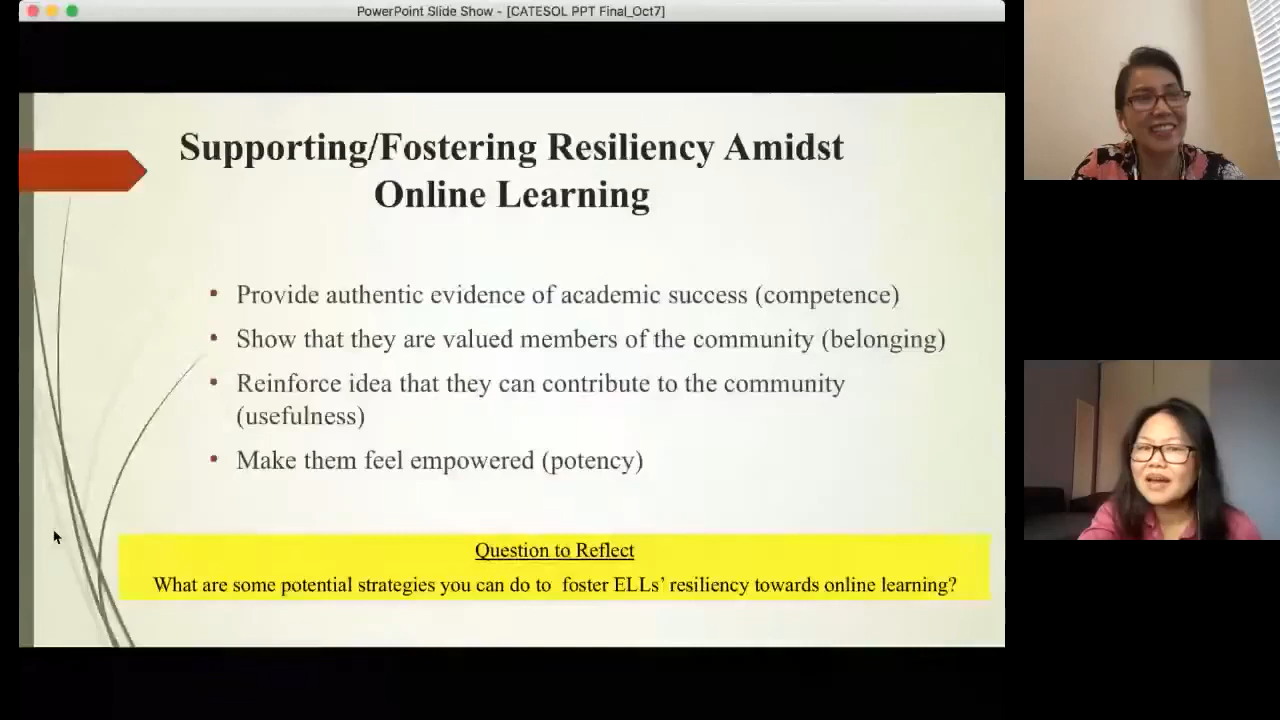 PowerPoint Slide Show - [CATESOL PPT Final_Oct7]
Supporting/Fostering Resiliency Amidst
Online Learning
• Provide authentic evidence of academic success (competence)
• Show that they are valued members of the community (belonging)
• Reinforce idea that they can contribute to the community
(usefulness)
• Make them feel empowered (potency)
Question to Reflect
What are some potential strategies you can do to  foster ELLs’ resiliency towards online learning?